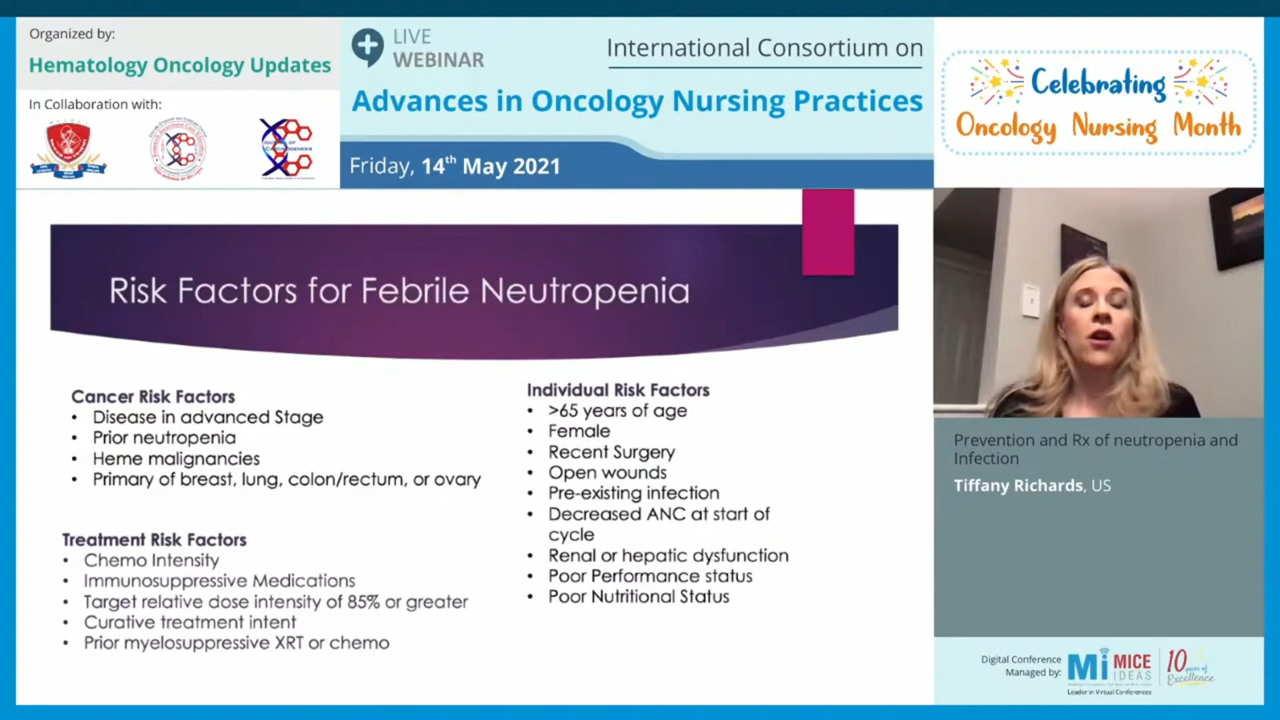 Organized by:
Hematology Oncology Updates
In Collaboration with:
LIVE
WEBINAR
International Consortium on
Advances in Oncology Nursing Practices
Friday, 14th May 2021
Celebrating
Oncology Nursing Month
Risk Factors for Febrile Neutropenia
Cancer Risk Factors
• Disease in advanced Stage
• Prior neutropenia
• Heme malignancies
• Primary of breast, lung, colon/rectum, or ovary
Treatment Risk Factors
• Chemo Intensity
• Immunosuppressive Medications
• Target relative dose intensity of 85% or greater
• Curative treatment intent
• Prior myelosuppressive XRT or chemo
Individual Risk Factors
• >65 years of age
• Female
• Recent Surgery
• Open wounds
• Pre-existing infection
• Decreased ANC at start of
cycle
• Renal or hepatic dysfunction
• Poor Performance status
• Poor Nutritional Status
Prevention and Rx of neutropenia and
Infection
Tiffany Richards, US
Digital Conference
Managed by:
Mi MICE
IDEAS
Leader in Virtual Conferences
10 years of
Excellence